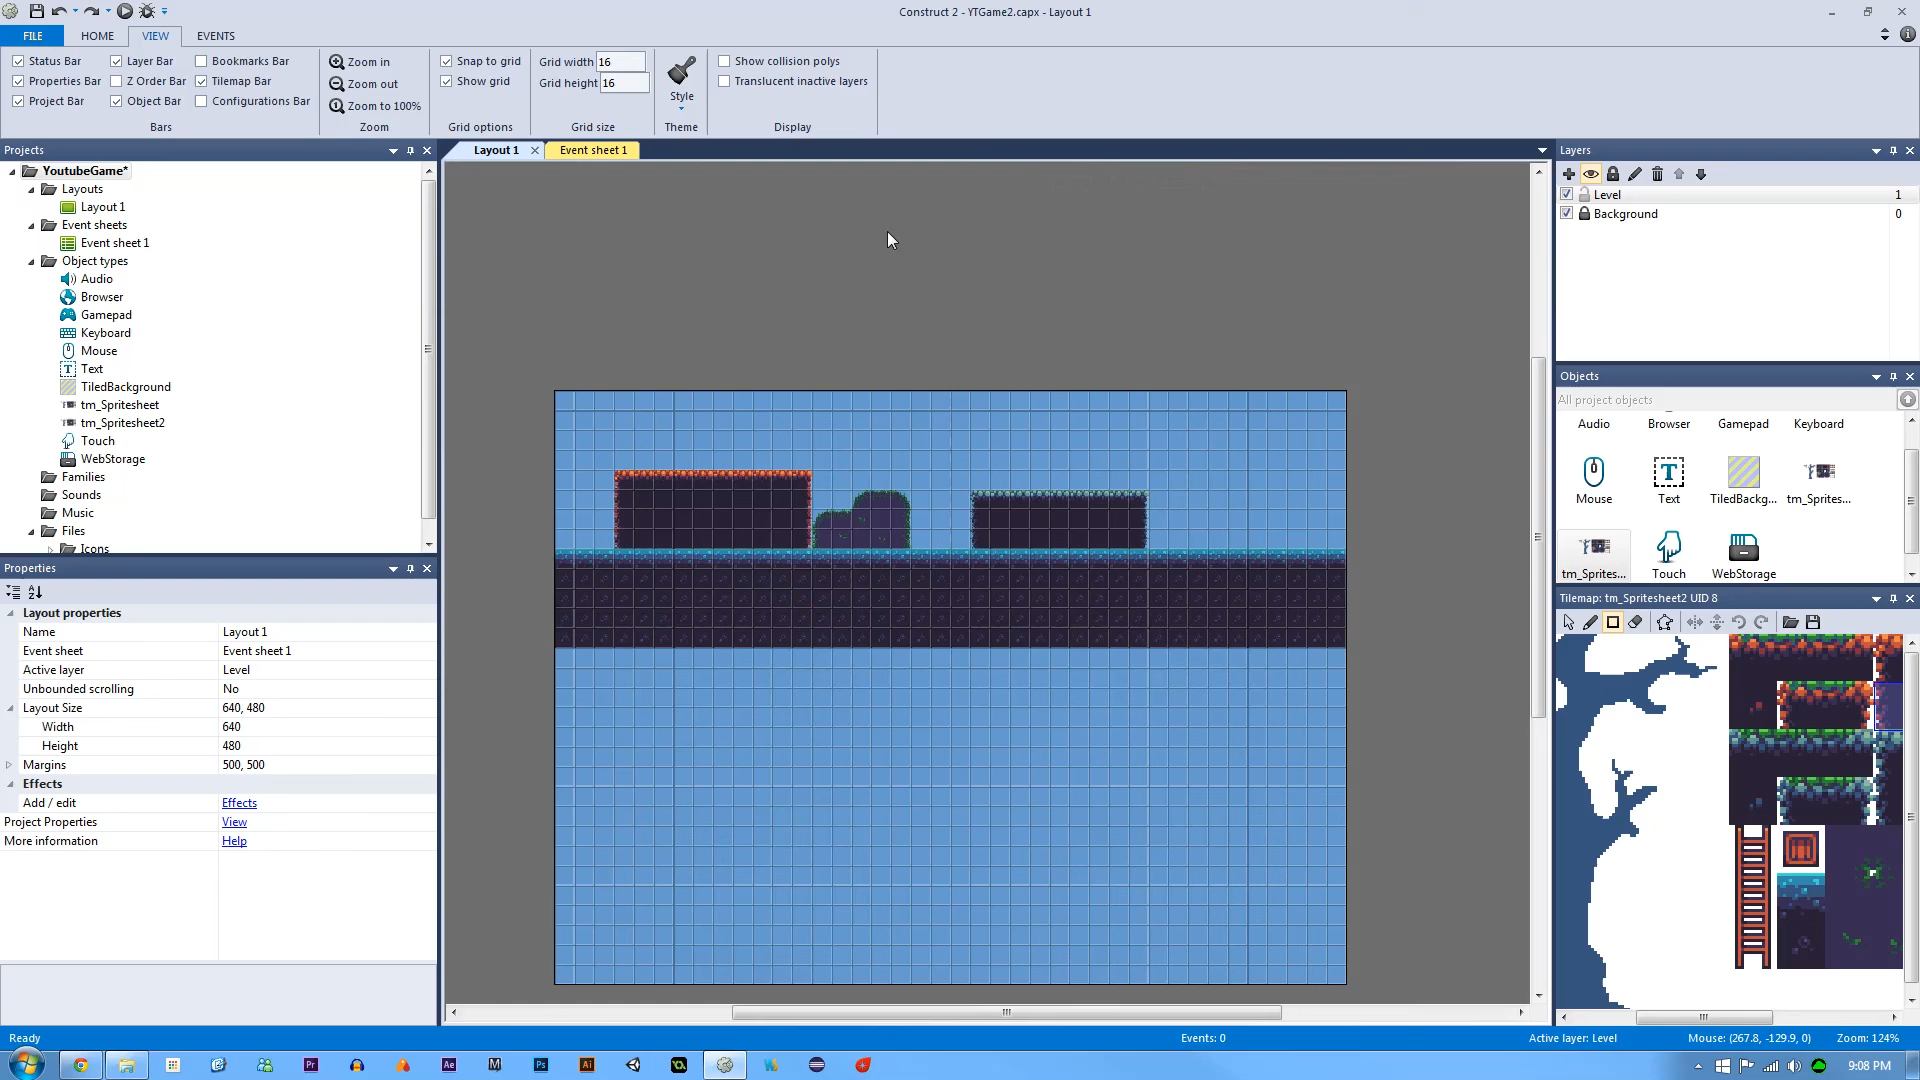 Construct 2 - YTGame2.capx - Layout 1
FILE
HOME
VIEW
EVENTS
Status Bar
Layer Bar
Bookmarks Bar
Properties Bar
Z Order Bar
Tilemap Bar
Project Bar
Object Bar
Configurations Bar
Bars
Zoom in
Zoom out
Zoom to 100%
Zoom
Snap to grid
Show grid
Grid options
Grid width 16
Grid height 16
Grid size
Style
Theme
Show collision polys
Translucent inactive layers
Display
Projects
YoutubeGame*
Layouts
Layout 1
Event sheets
Event sheet 1
Object types
Audio
Browser
Gamepad
Keyboard
Mouse
Text
TiledBackground
tm_Spritesheet
tm_Spritesheet2
Touch
WebStorage
Families
Sounds
Music
Files
Icons
Properties
Layout properties
Name Layout 1
Event sheet Event sheet 1
Active layer Level
Unbounded scrolling No
Layout Size 640, 480
Width 640
Height 480
Margins 500, 500
Effects
Add / edit Effects
Project Properties View
More information Help
Layout 1
Event sheet 1
Layers
Level 1
Background 0
Objects
All project objects
Audio Browser Gamepad Keyboard
Mouse Text TiledBackg... tm_Sprites...
tm_Sprites... Touch WebStorage
Tilemap: tm_Spritesheet2 UID 8
Ready
Events: 0
Active layer: Level
Mouse: (267.8, -129.9, 0)
Zoom: 124%
Pr
Ae
M
Ps
Ai
9:08 PM